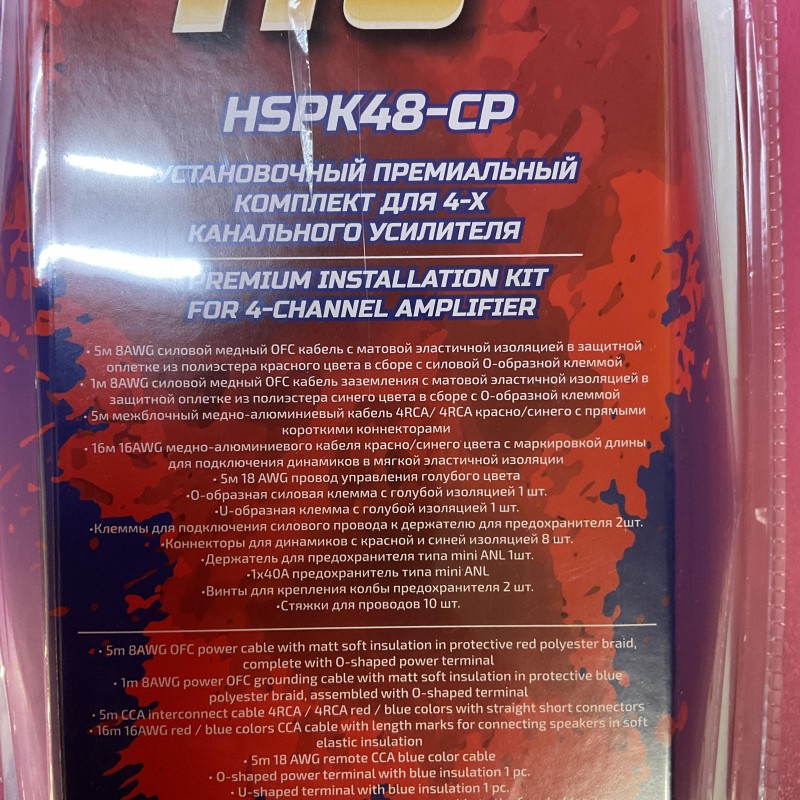 HSPK48-CP
УСТАНОВОЧНЫЙ ПРЕМИАЛЬНЫЙ
КОМПЛЕКТ ДЛЯ 4-Х
КАНАЛЬНОГО УСИЛИТЕЛЯ
PREMIUM INSTALLATION KIT
FOR 4-CHANNEL AMPLIFIER
• 5м 8AWG силовой медный OFC кабель с матовой эластичной изоляцией в защитной
оплетке из полиэстера красного цвета в сборе с силовой О-образной клеммой
• 1м 8AWG силовой медный OFC кабель заземления с матовой эластичной изоляцией в
защитной оплетке из полиэстера синего цвета в сборе с О-образной клеммой
• 5м межблочный медно-алюминиевый кабель 4RCA/ 4RCA красно/синего с прямыми
короткими коннекторами
• 16м 16AWG медно-алюминиевого кабеля красно/синего цвета с маркировкой длины
для подключения динамиков в мягкой эластичной изоляции
• 5м 18 AWG провод управления голубого цвета
•О-образная силовая клемма с голубой изоляцией 1 шт.
•U-образная клемма с голубой изоляцией 1 шт.
•Клеммы для подключения силового провода к держателю для предохранителя 2шт.
•Коннекторы для динамиков с красной и синей изоляцией 8 шт.
•Держатель для предохранителя типа mini ANL 1шт.
•1x40A предохранитель типа mini ANL
•Винты для крепления колбы предохранителя 2 шт.
•Стяжки для проводов 10 шт.
• 5m 8AWG OFC power cable with matt soft insulation in protective red polyester braid,
complete with O-shaped power terminal
• 1m 8AWG power OFC grounding cable with matt soft insulation in protective blue
polyester braid, assembled with O-shaped terminal
• 5m CCA interconnect cable 4RCA / 4RCA red / blue colors with straight short connectors
• 16m 16AWG red / blue colors CCA cable with length marks for connecting speakers in soft
elastic insulation
• 5m 18 AWG remote CCA blue color cable
• O-shaped power terminal with blue insulation 1 pc.
• U-shaped terminal with blue insulation 1 pc.